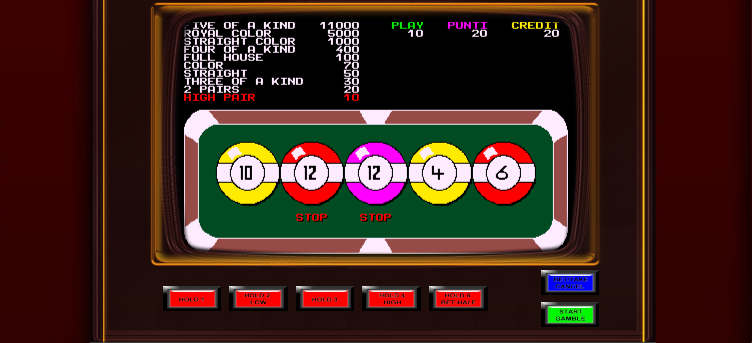 FIVE OF A KIND 11000
ROYAL COLOR 5000
STRAIGHT COLOR 1000
FOUR OF A KIND 400
FULL HOUSE 100
COLOR 70
STRAIGHT 50
THREE OF A KIND 30
2 PAIRS 20
HIGH PAIR 10
PLAY PUNTI CREDIT
10 20 20
10 12 12 4 6
STOP STOP
LOW
HIGH
START
GAMBLE